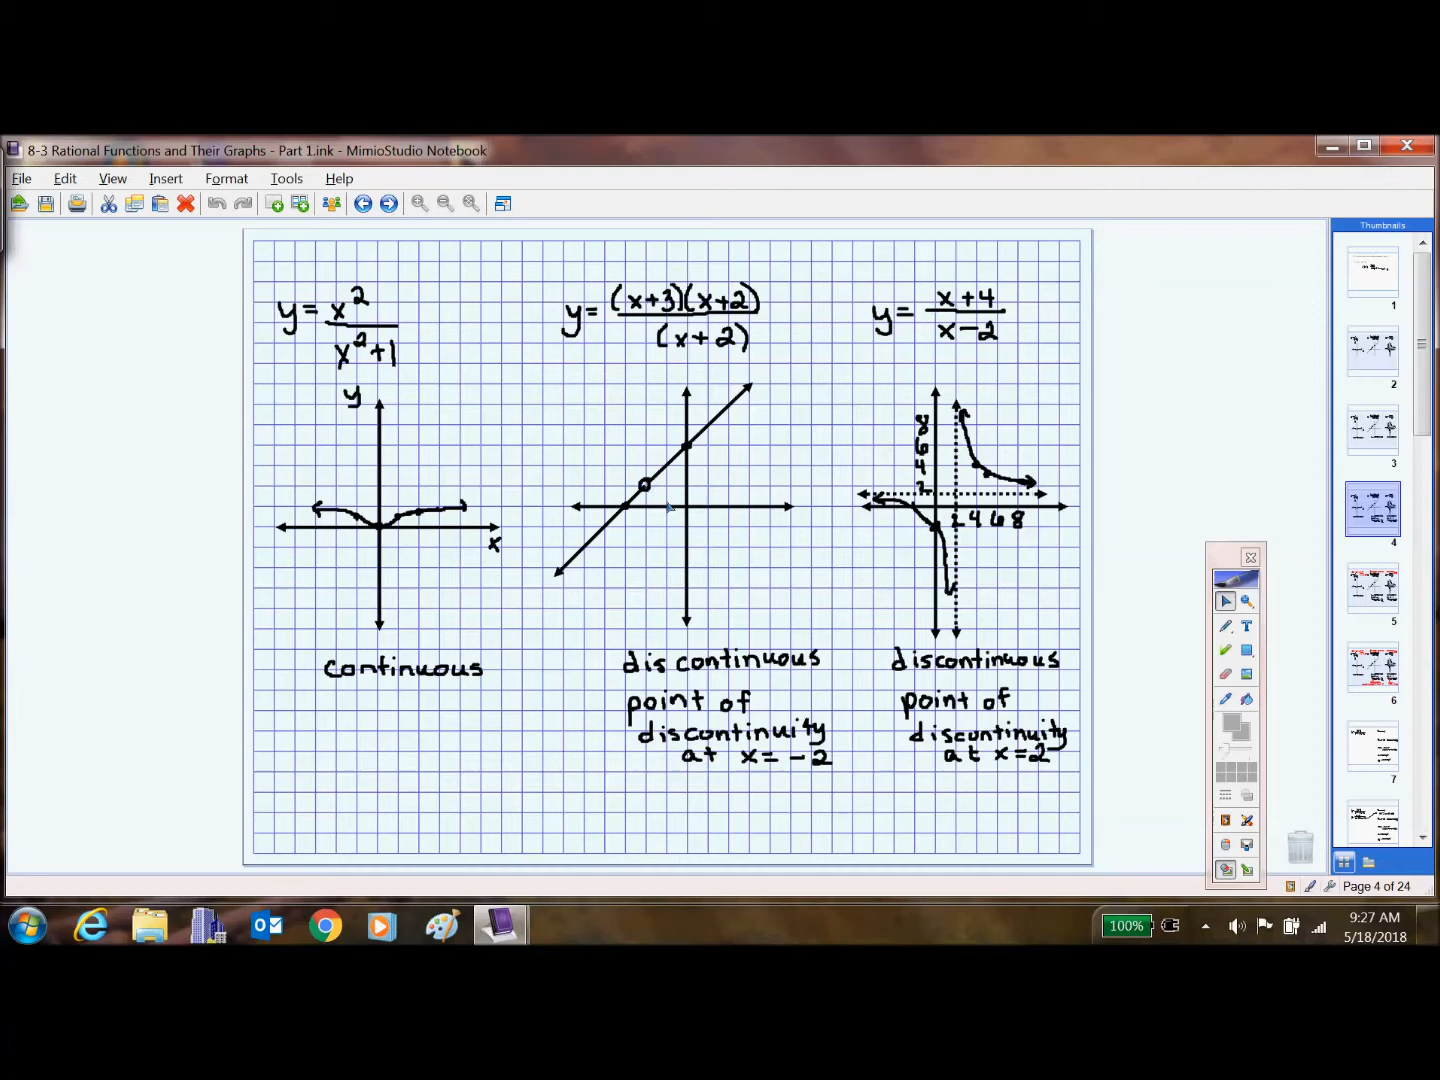 8-3 Rational Functions and Their Graphs - Part 1.ink - MimioStudio Notebook
File Edit View Insert Format Tools Help
Thumbnails
y = x² / x²+1
y = (x+3)(x+2) / (x+2)
y = x+4 / x-2
y
x
8
6
4
2
2 4 6 8
continuous
discontinuous
point of
discontinuity
at x = -2
discontinuous
point of
discontinuity
at x = 2
1
2
3
4
5
6
7
Page 4 of 24
100%
9:27 AM
5/18/2018